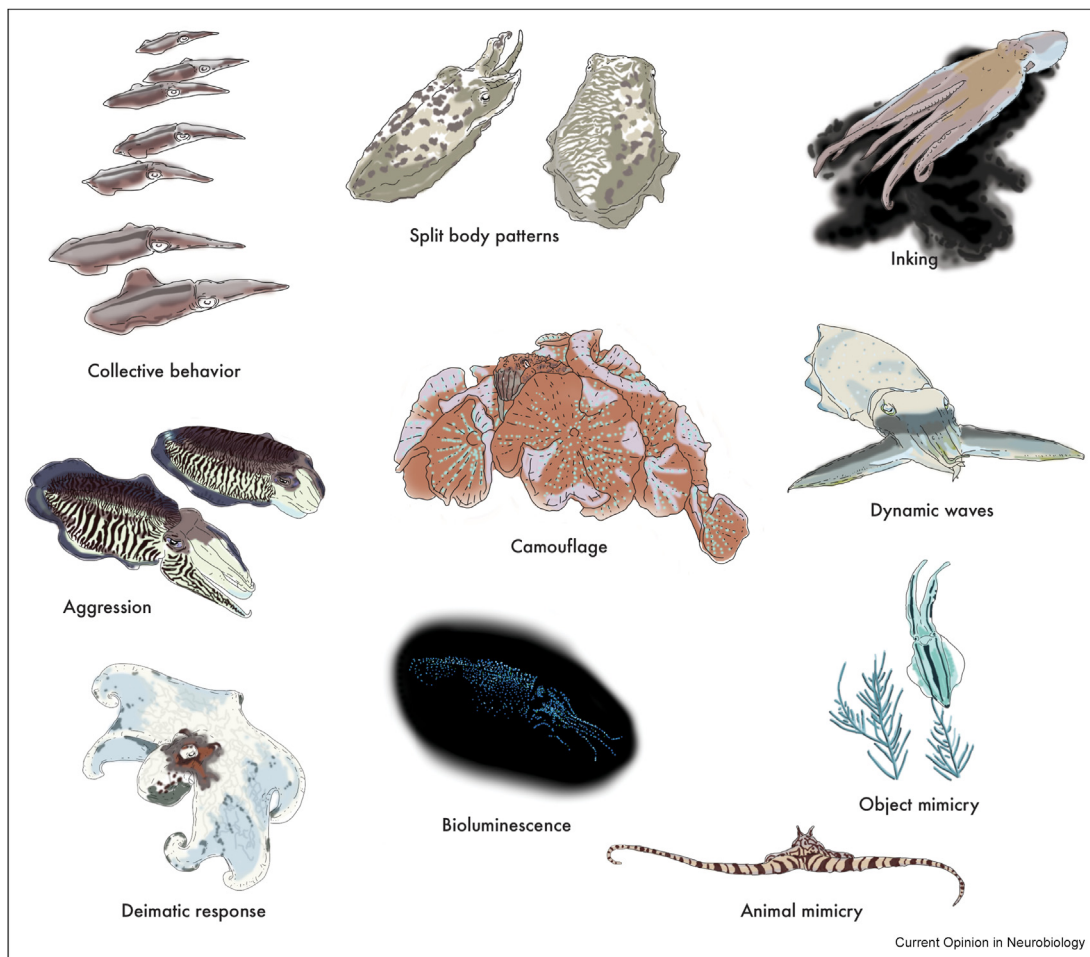 Split body patterns
Inking
Collective behavior
Dynamic waves
Camouflage
Aggression
Object mimicry
Bioluminescence
Deimatic response
Animal mimicry
Current Opinion in Neurobiology